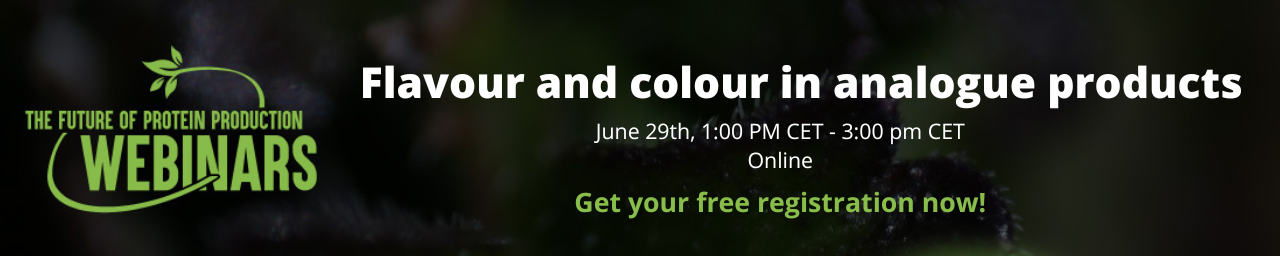 THE FUTURE OF PROTEIN PRODUCTION
WEBINARS
Flavour and colour in analogue products
June 29th, 1:00 PM CET - 3:00 pm CET
Online
Get your free registration now!